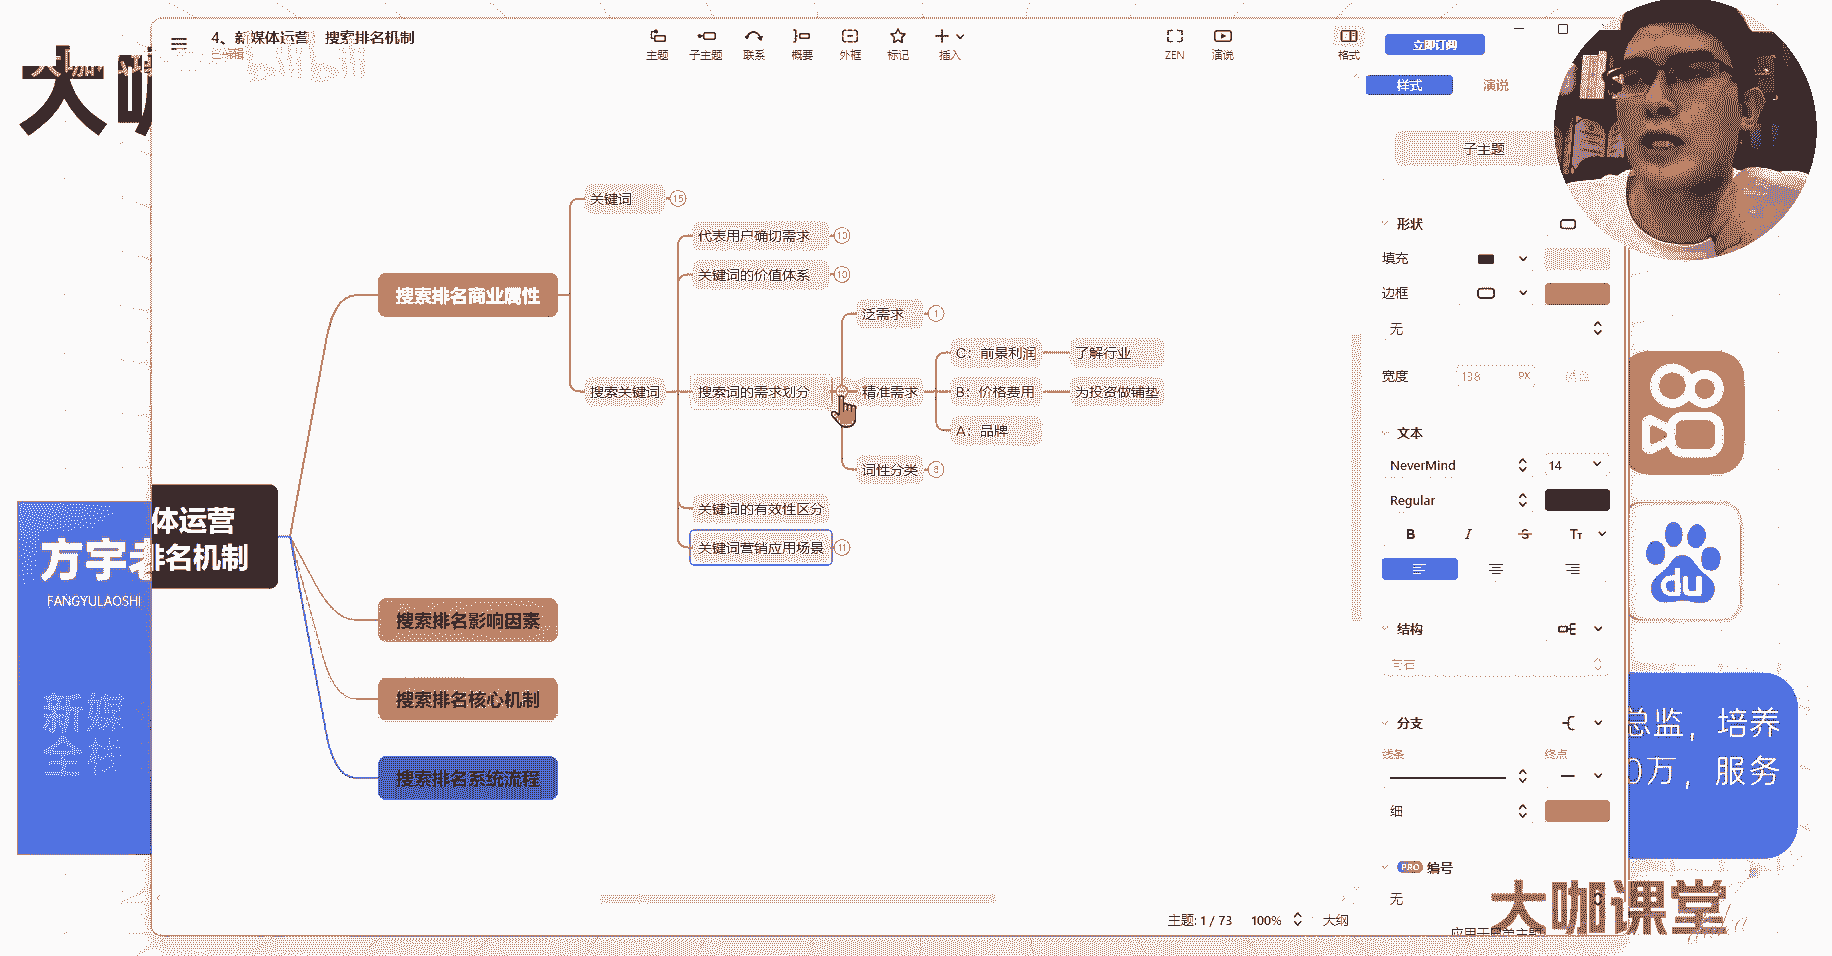 4、新媒体运营 搜索排名机制
已编辑
主题
子主题
联系
概要
外框
标记
插入
ZEN
演说
格式
立即订阅
样式
演说
子主题
大咖
bilibili
关键词
15
代表用户确切需求
关键词的价值体系
泛需求
1
搜索排名商业属性
C：前景利润
了解行业
搜索关键词
搜索词的需求划分
精准需求
B：价格费用
为投资做铺垫
A：品牌
词性分类
8
关键词的有效性区分
关键词营销应用场景
11
体运营
排名机制
搜索排名影响因素
搜索排名核心机制
搜索排名系统流程
方宇老
FANGYULAOSHI
新媒
全栈
形状
填充
边框
无
宽度
198
PX
文本
NeverMind
14
Regular
B
I
S
TT
结构
分支
线条
终点
细
PRO 编号
无
du
总监，培养
0万，服务
主题: 1 / 73
100%
大纲
大咖课堂